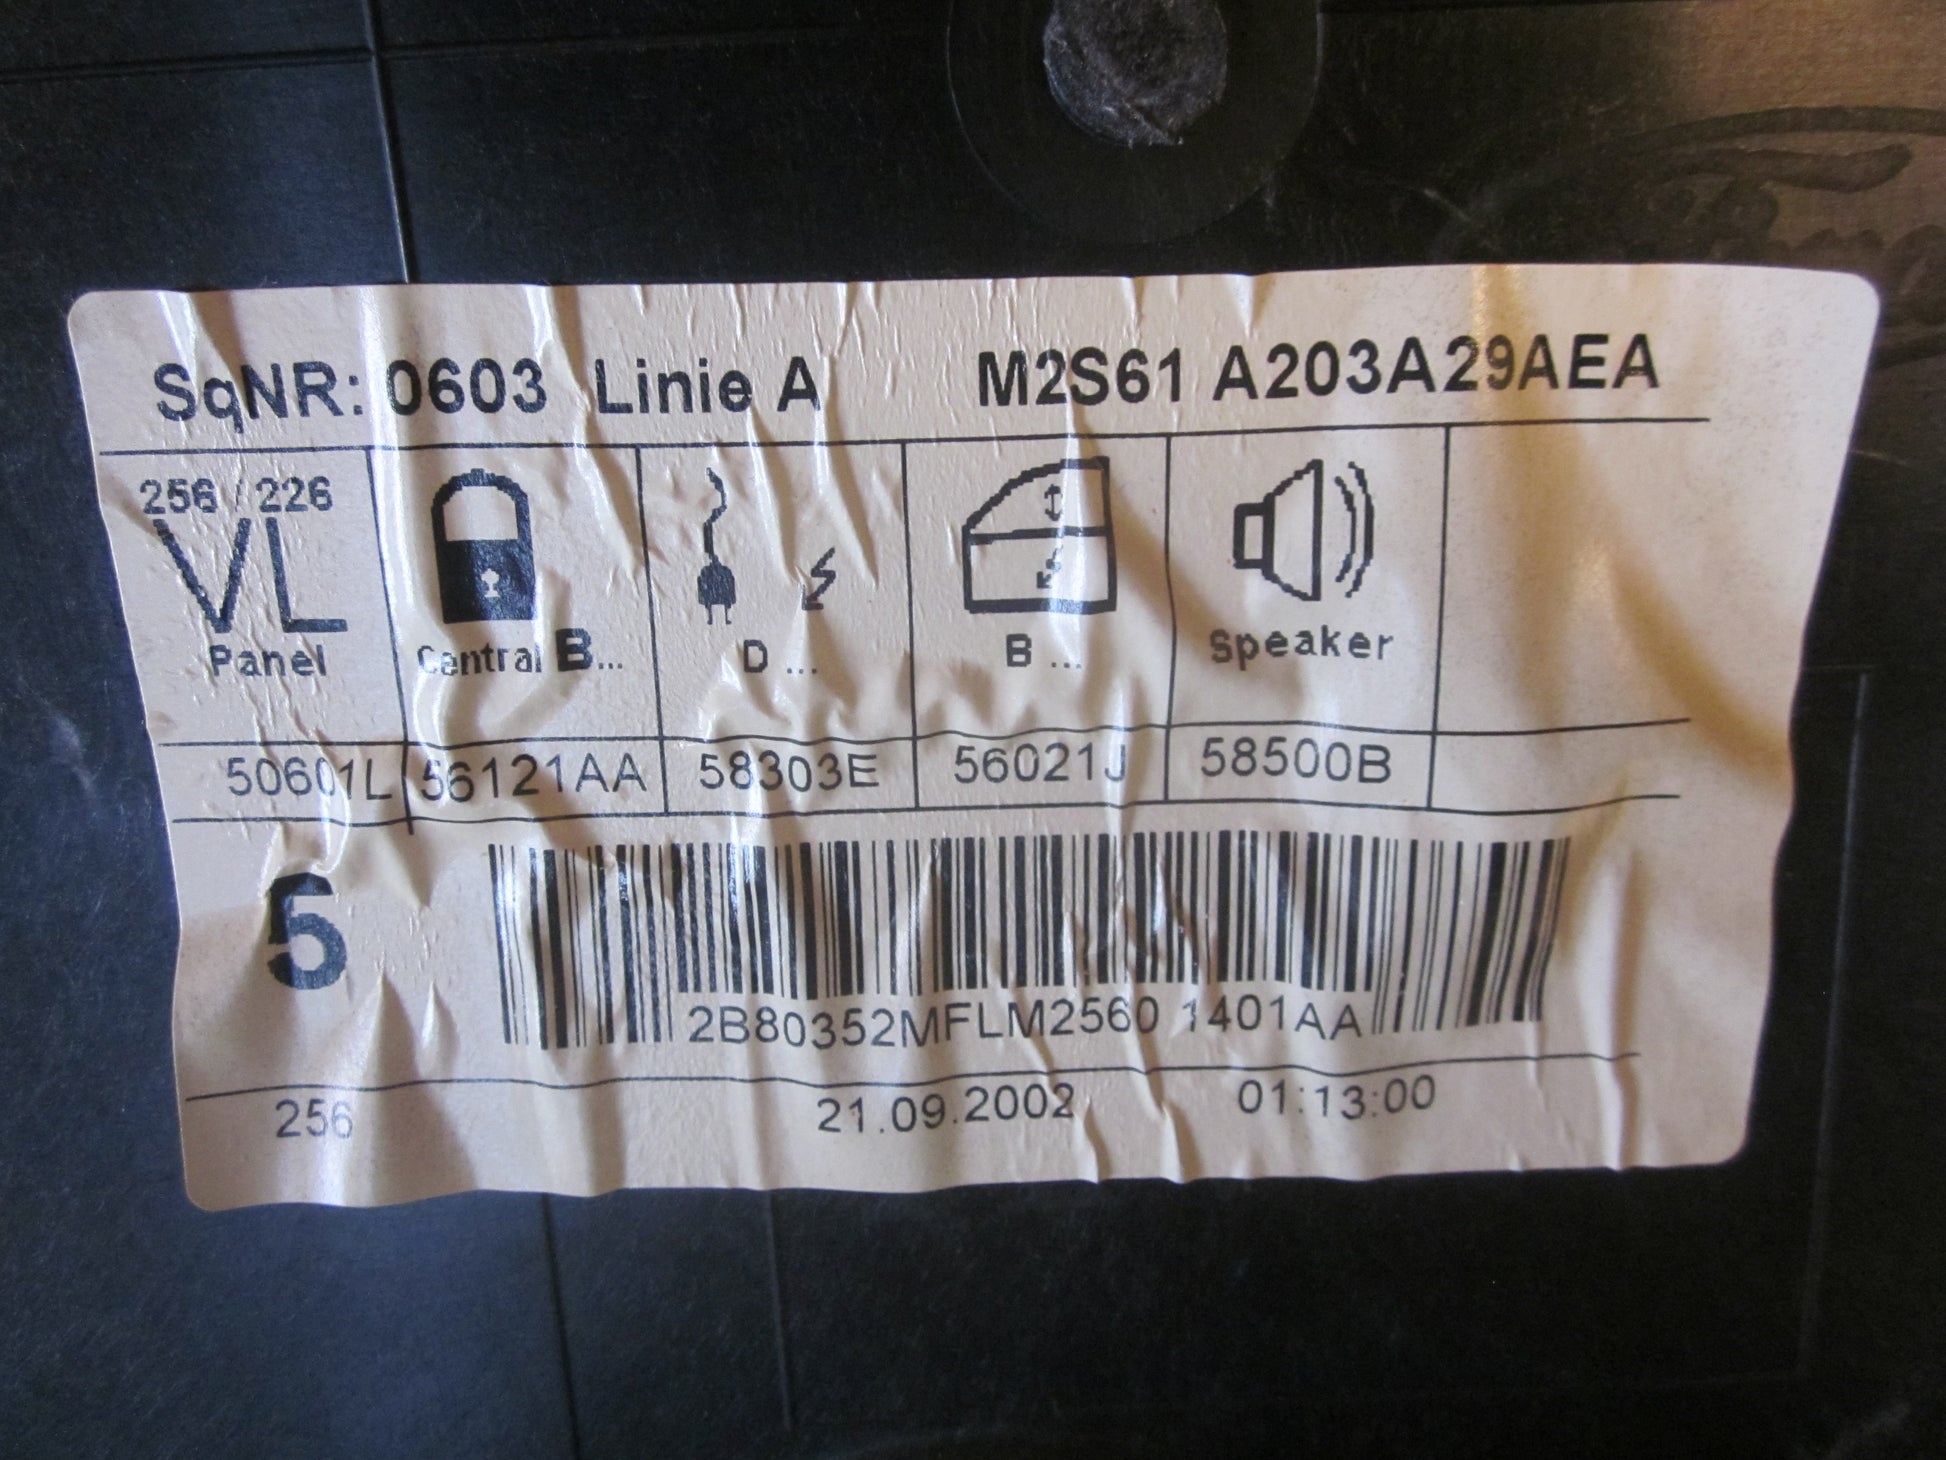 SqNR: 0603 Linie A M2S61 A203A29AEA
256 / 226
VL
Panel Central B... D ... B ... Speaker
50601L 56121AA 58303E 56021J 58500B
5
2B80352MFLM2560 1401AA
256 21.09.2002 01:13:00